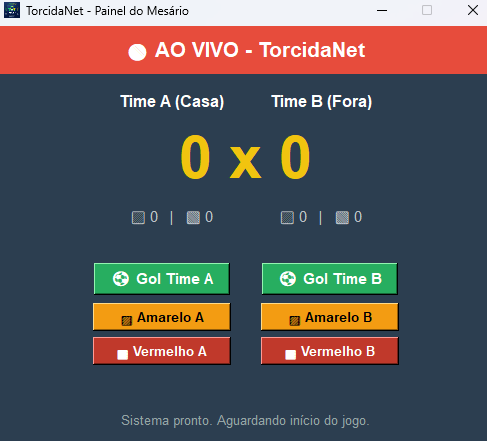 TorcidaNet - Painel do Mesário
AO VIVO - TorcidaNet
Time A (Casa) Time B (Fora)
0 x 0
0 | 0 0 | 0
Gol Time A Gol Time B
Amarelo A Amarelo B
Vermelho A Vermelho B
Sistema pronto. Aguardando início do jogo.